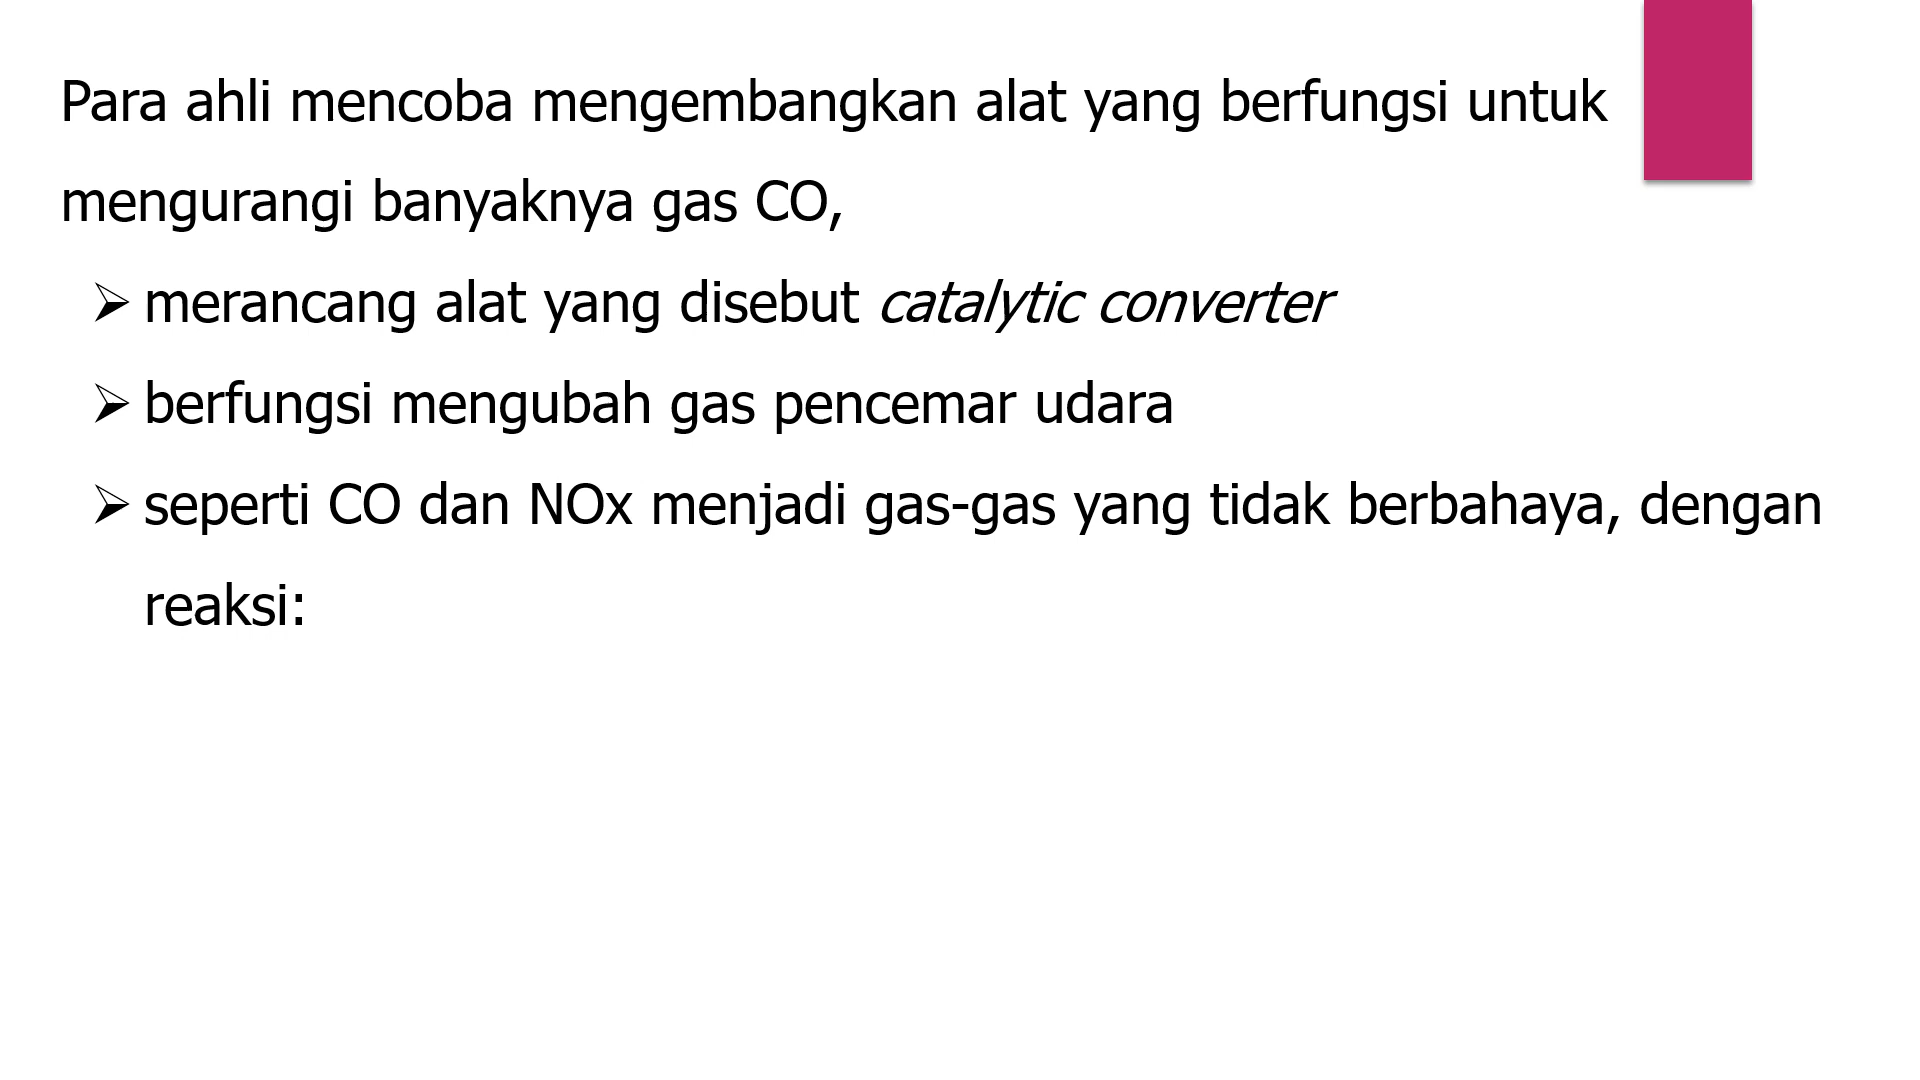 Para ahli mencoba mengembangkan alat yang berfungsi untuk
mengurangi banyaknya gas CO,
➢ merancang alat yang disebut catalytic converter
➢ berfungsi mengubah gas pencemar udara
➢ seperti CO dan NOx menjadi gas-gas yang tidak berbahaya, dengan
reaksi: